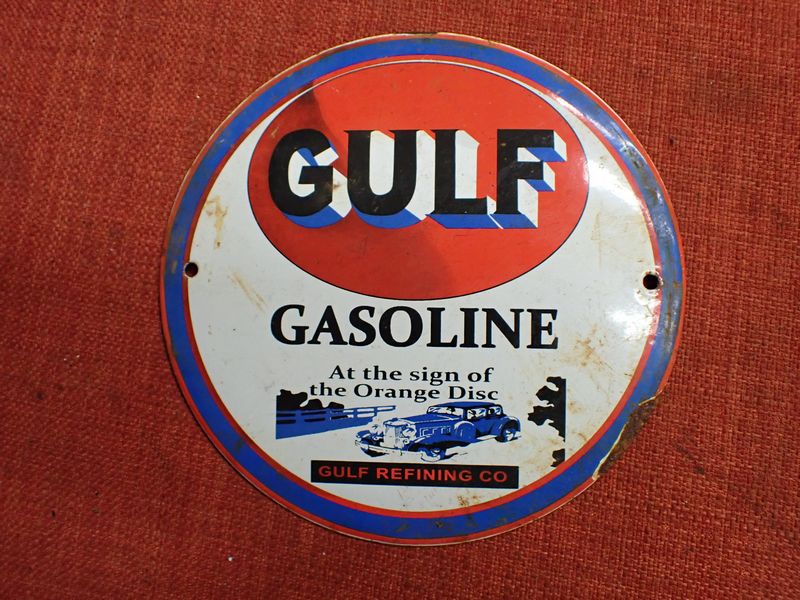 GULF
GASOLINE
At the sign of
the Orange Disc
GULF REFINING CO